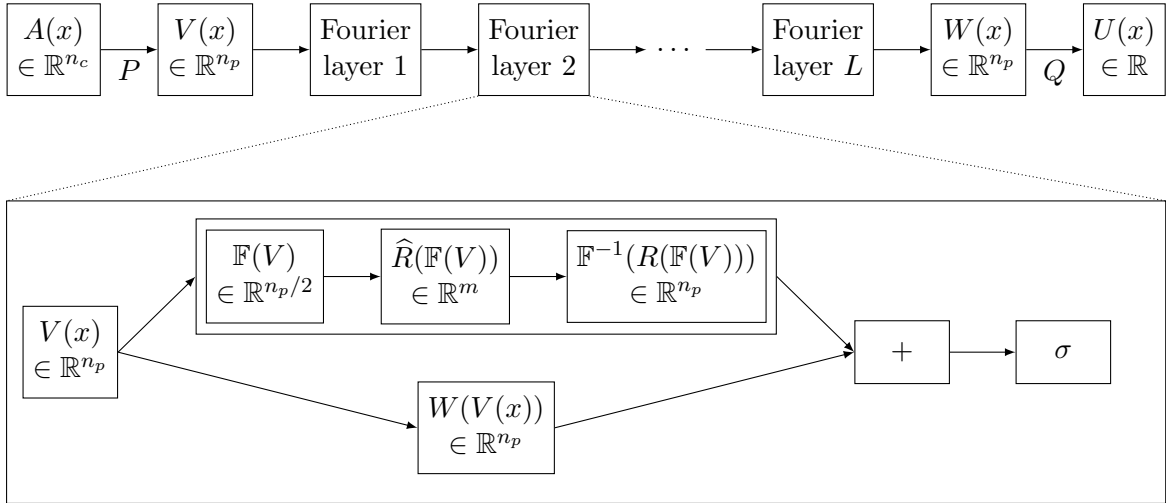 A(x)
∈ ℝ^{n_c}
P
V(x)
∈ ℝ^{n_p}
Fourier
layer 1
Fourier
layer 2
···
Fourier
layer L
W(x)
∈ ℝ^{n_p}
Q
U(x)
∈ ℝ
V(x)
∈ ℝ^{n_p}
𝔽(V)
∈ ℝ^{n_p/2}
R̂(𝔽(V))
∈ ℝ^m
𝔽^{−1}(R(𝔽(V)))
∈ ℝ^{n_p}
W(V(x))
∈ ℝ^{n_p}
+
σ